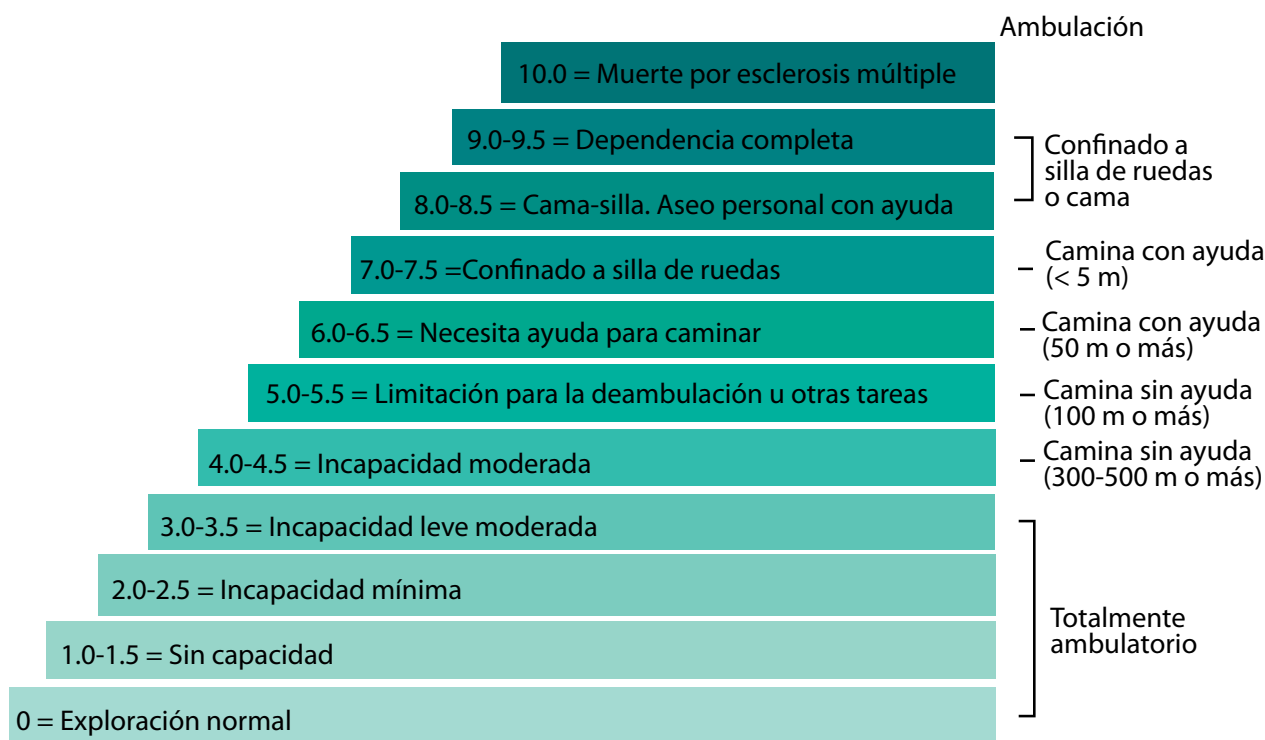 Ambulación
10.0 = Muerte por esclerosis múltiple
9.0-9.5 = Dependencia completa
8.0-8.5 = Cama-silla. Aseo personal con ayuda
Confinado a
silla de ruedas
o cama
7.0-7.5 =Confinado a silla de ruedas
Camina con ayuda
(< 5 m)
6.0-6.5 = Necesita ayuda para caminar
Camina con ayuda
(50 m o más)
5.0-5.5 = Limitación para la deambulación u otras tareas
Camina sin ayuda
(100 m o más)
4.0-4.5 = Incapacidad moderada
Camina sin ayuda
(300-500 m o más)
3.0-3.5 = Incapacidad leve moderada
2.0-2.5 = Incapacidad mínima
1.0-1.5 = Sin capacidad
0 = Exploración normal
Totalmente
ambulatorio